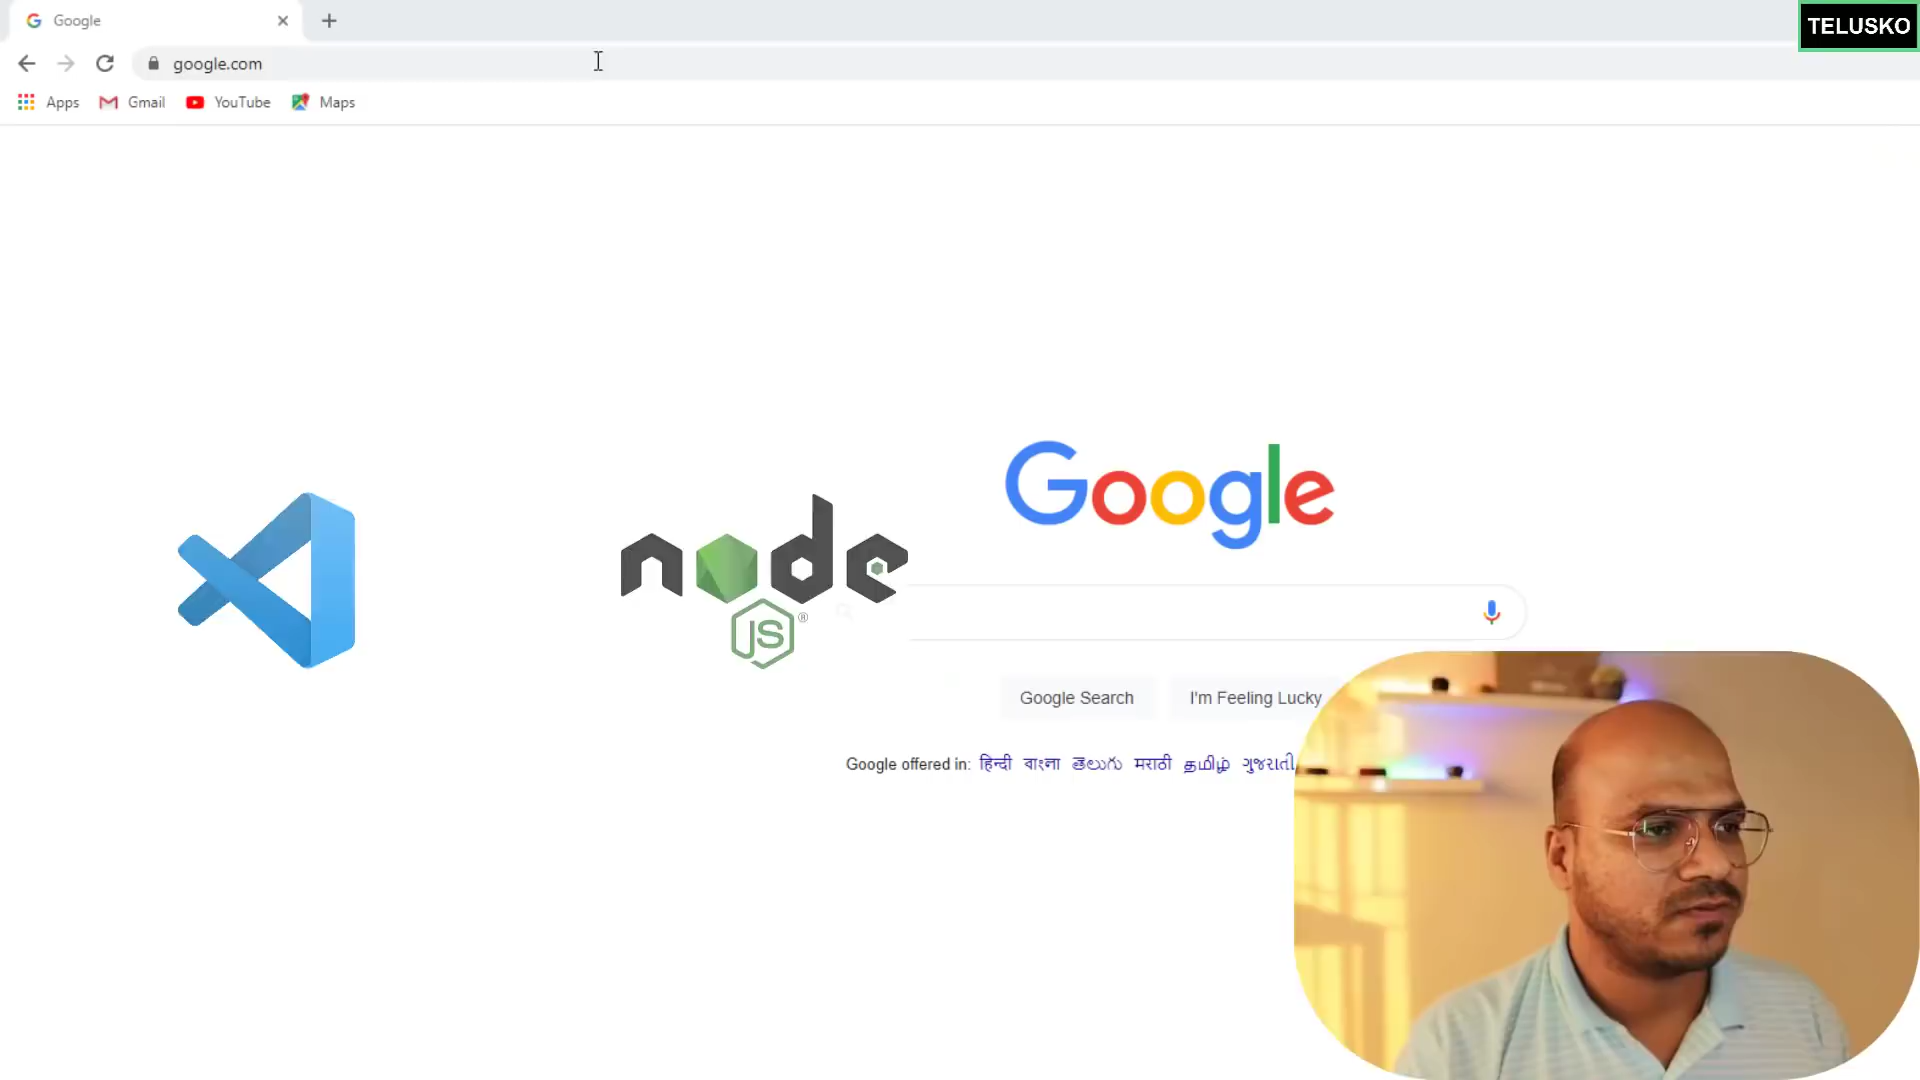 Google
TELUSKO
google.com
Apps Gmail YouTube Maps
Google
node
JS®
Google Search I'm Feeling Lucky
Google offered in: हिन्दी বাংলা తెలుగు मराठी தமிழ் ગુજરાતી